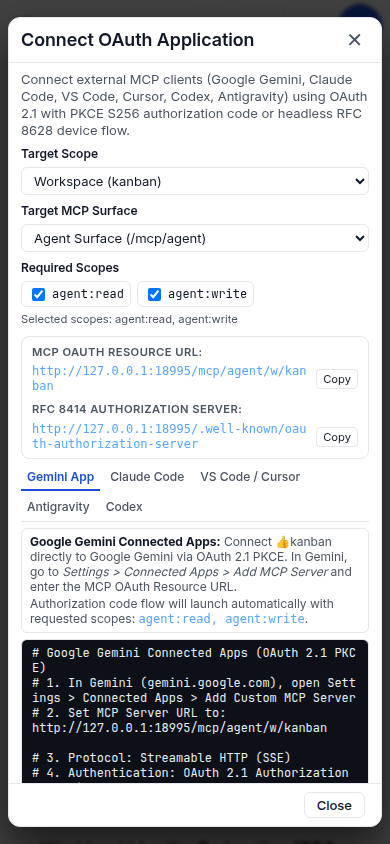 Connect OAuth Application
Connect external MCP clients (Google Gemini, Claude
Code, VS Code, Cursor, Codex, Antigravity) using OAuth
2.1 with PKCE S256 authorization code or headless RFC
8628 device flow.
Target Scope
Workspace (kanban)
Target MCP Surface
Agent Surface (/mcp/agent)
Required Scopes
agent:read agent:write
Selected scopes: agent:read, agent:write
MCP OAUTH RESOURCE URL:
http://127.0.0.1:18995/mcp/agent/w/kan
ban
Copy
RFC 8414 AUTHORIZATION SERVER:
http://127.0.0.1:18995/.well-known/oau
th-authorization-server
Copy
Gemini App Claude Code VS Code / Cursor
Antigravity Codex
Google Gemini Connected Apps: Connect 👍kanban
directly to Google Gemini via OAuth 2.1 PKCE. In Gemini,
go to Settings > Connected Apps > Add MCP Server and
enter the MCP OAuth Resource URL.
Authorization code flow will launch automatically with
requested scopes: agent:read, agent:write.
# Google Gemini Connected Apps (OAuth 2.1 PKC
E)
# 1. In Gemini (gemini.google.com), open Sett
ings > Connected Apps > Add Custom MCP Server
# 2. Set MCP Server URL to:
http://127.0.0.1:18995/mcp/agent/w/kanban
# 3. Protocol: Streamable HTTP (SSE)
# 4. Authentication: OAuth 2.1 Authorization
Close